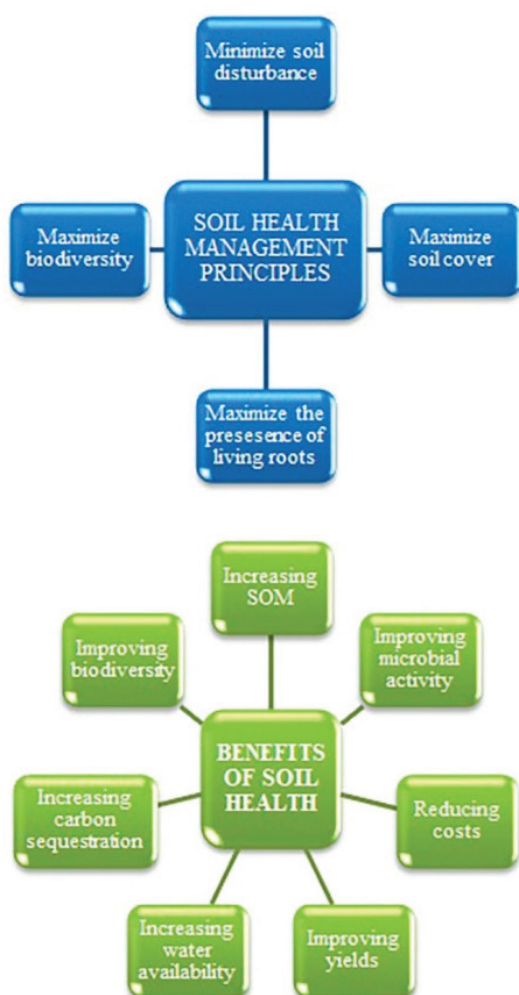 Minimize soil
disturbance
Maximize
biodiversity
SOIL HEALTH
MANAGEMENT
PRINCIPLES
Maximize
soil cover
Maximize the
presesence of
living roots
Increasing
SOM
Improving
biodiversity
Improving
microbial
activity
BENEFITS
OF SOIL
HEALTH
Increasing
carbon
sequestration
Reducing
costs
Increasing
water
availability
Improving
yields